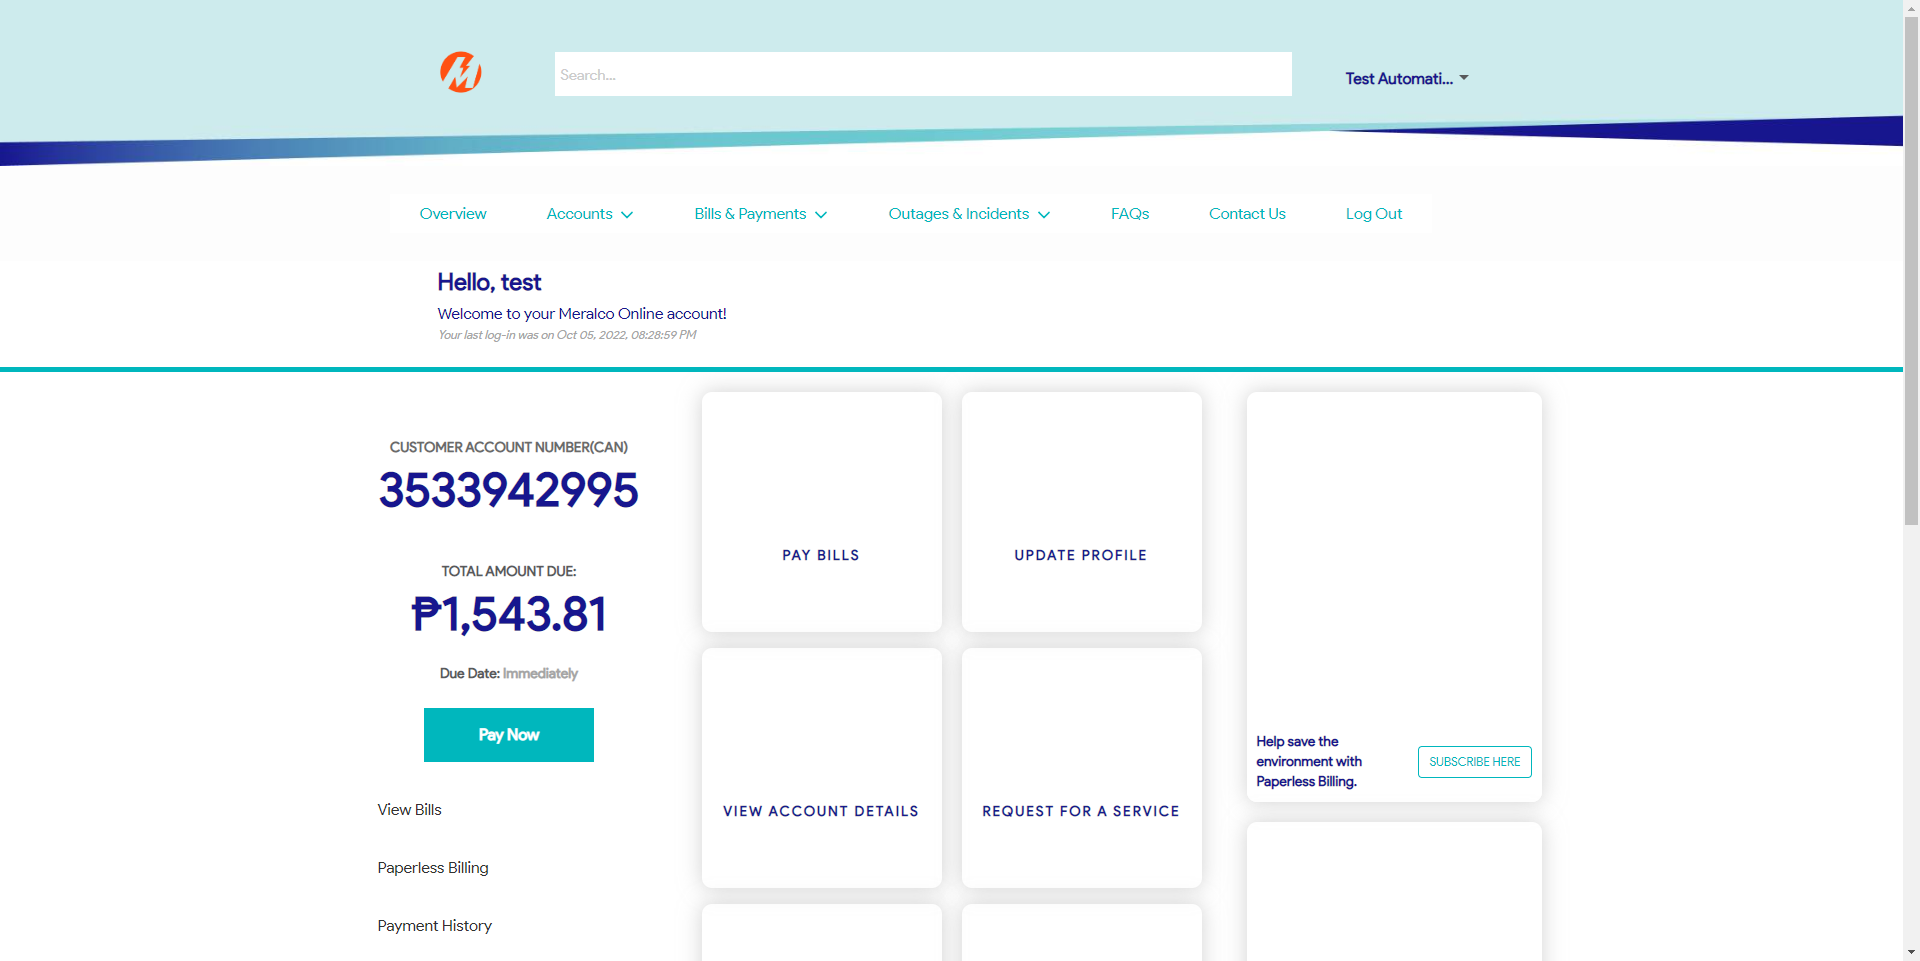 Search...
Test Automati...
Overview
Accounts
Bills & Payments
Outages & Incidents
FAQs
Contact Us
Log Out
Hello, test
Welcome to your Meralco Online account!
Your last log-in was on Oct 05, 2022, 08:28:59 PM
CUSTOMER ACCOUNT NUMBER(CAN)
3533942995
TOTAL AMOUNT DUE:
₱1,543.81
Due Date: Immediately
Pay Now
View Bills
Paperless Billing
Payment History
PAY BILLS
UPDATE PROFILE
VIEW ACCOUNT DETAILS
REQUEST FOR A SERVICE
Help save the
environment with
Paperless Billing.
SUBSCRIBE HERE